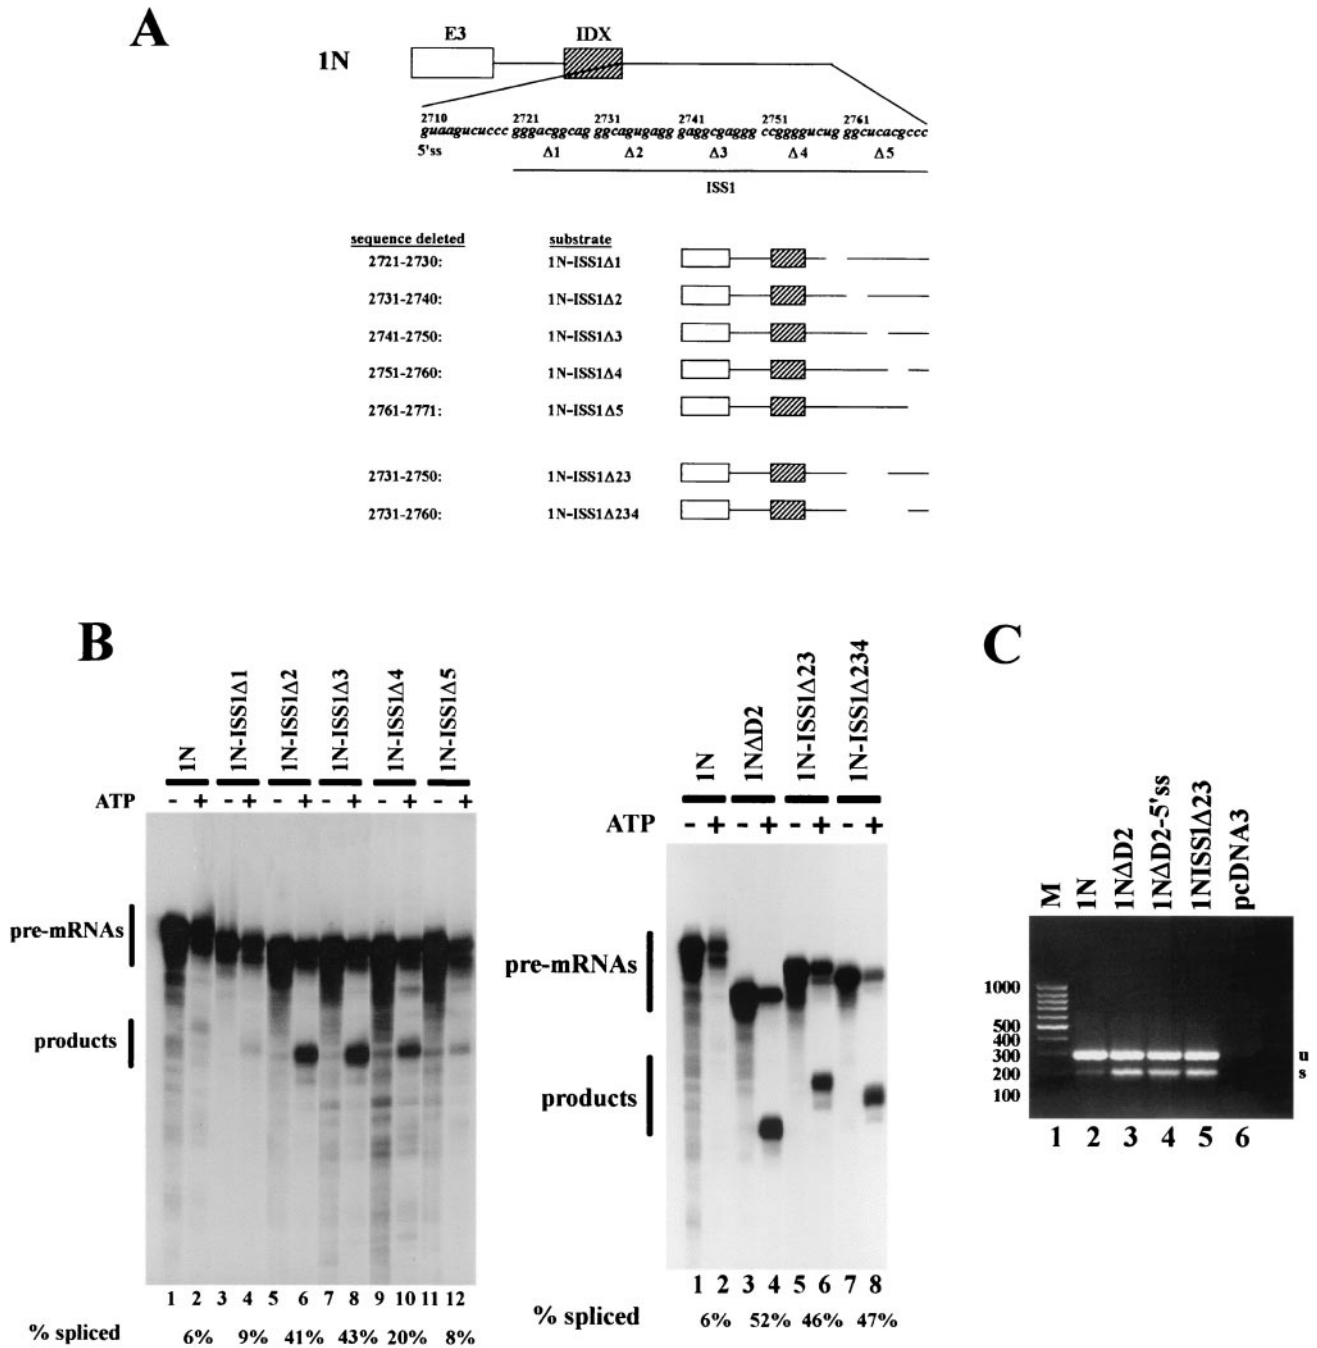 A
E3 IDX
1N
2710 2721 2731 2741 2751 2761
guaagucuccc gggacggcag ggcagugagg gaggcgaggg ccggggucug ggcucacgccc
5'ss Δ1 Δ2 Δ3 Δ4 Δ5
ISS1
sequence deleted substrate
2721-2730: 1N-ISS1Δ1
2731-2740: 1N-ISS1Δ2
2741-2750: 1N-ISS1Δ3
2751-2760: 1N-ISS1Δ4
2761-2771: 1N-ISS1Δ5
2731-2750: 1N-ISS1Δ23
2731-2760: 1N-ISS1Δ234
B
1N 1N-ISS1Δ1 1N-ISS1Δ2 1N-ISS1Δ3 1N-ISS1Δ4 1N-ISS1Δ5
ATP - + - + - + - + - + - +
pre-mRNAs
products
1 2 3 4 5 6 7 8 9 10 11 12
% spliced 6% 9% 41% 43% 20% 8%
1N 1NΔD2 1N-ISS1Δ23 1N-ISS1Δ234
ATP - + - + - + - +
pre-mRNAs
products
1 2 3 4 5 6 7 8
% spliced 6% 52% 46% 47%
C
M 1N 1NΔD2 1NΔD2-5'ss 1NISS1Δ23 pcDNA3
1000
500
400
300 u
200 s
100
1 2 3 4 5 6